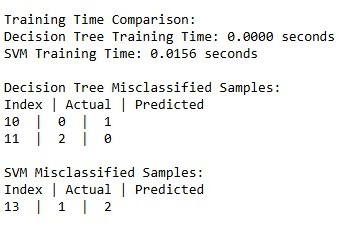 Training Time Comparison:
Decision Tree Training Time: 0.0000 seconds
SVM Training Time: 0.0156 seconds
Decision Tree Misclassified Samples:
Index | Actual | Predicted
10 | 0 | 1
11 | 2 | 0
SVM Misclassified Samples:
Index | Actual | Predicted
13 | 1 | 2